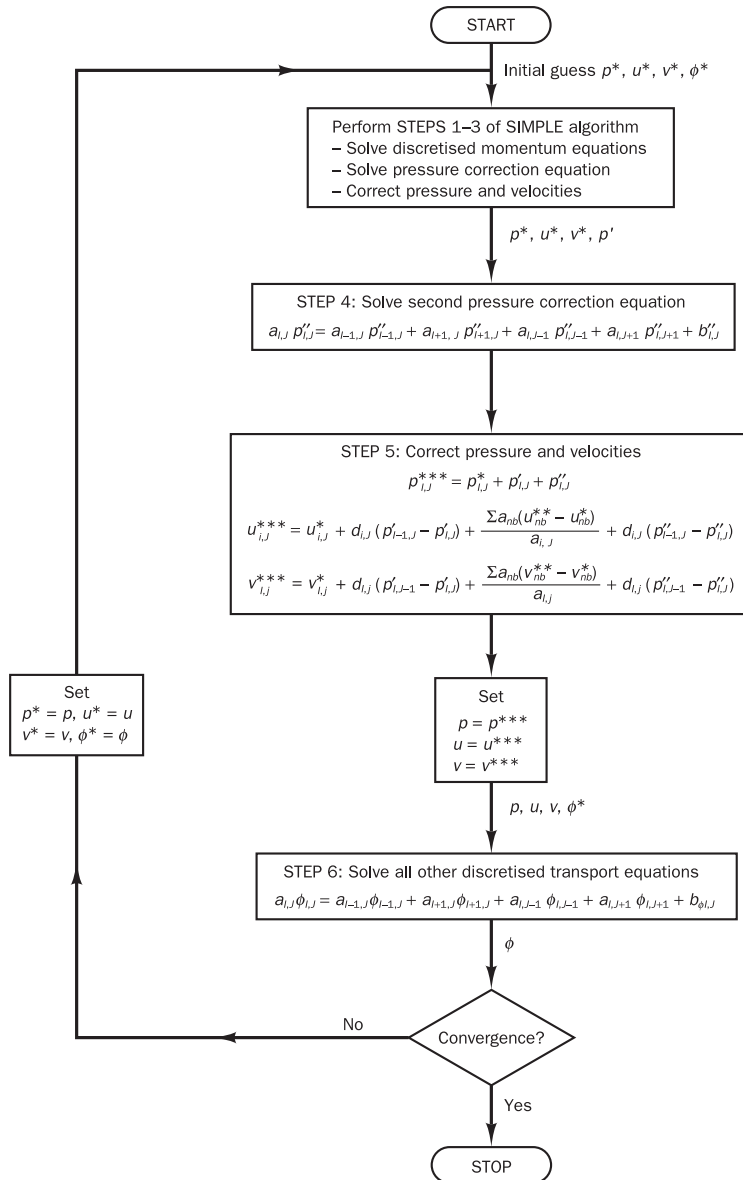 START
Initial guess p*, u*, v*, ϕ*
Perform STEPS 1–3 of SIMPLE algorithm
– Solve discretised momentum equations
– Solve pressure correction equation
– Correct pressure and velocities
p*, u*, v*, p'
STEP 4: Solve second pressure correction equation
a_{I,J} p''_{I,J} = a_{I–1,J} p''_{I–1,J} + a_{I+1,J} p''_{I+1,J} + a_{I,J–1} p''_{I,J–1} + a_{I,J+1} p''_{I,J+1} + b''_{I,J}
STEP 5: Correct pressure and velocities
p***_{I,J} = p*_{I,J} + p'_{I,J} + p''_{I,J}
u***_{i,J} = u*_{i,J} + d_{i,J} (p'_{I–1,J} – p'_{I,J}) + Σa_{nb}(u**_{nb} – u*_{nb}) / a_{i,J} + d_{i,J} (p''_{I–1,J} – p''_{I,J})
v***_{I,j} = v*_{I,j} + d_{I,j} (p'_{I,J–1} – p'_{I,J}) + Σa_{nb}(v**_{nb} – v*_{nb}) / a_{I,j} + d_{I,j} (p''_{I,J–1} – p''_{I,J})
Set
p = p***
u = u***
v = v***
Set
p* = p, u* = u
v* = v, ϕ* = ϕ
p, u, v, ϕ*
STEP 6: Solve all other discretised transport equations
a_{I,J} ϕ_{I,J} = a_{I–1,J} ϕ_{I–1,J} + a_{I+1,J} ϕ_{I+1,J} + a_{I,J–1} ϕ_{I,J–1} + a_{I,J+1} ϕ_{I,J+1} + b_{ϕI,J}
ϕ
No
Convergence?
Yes
STOP